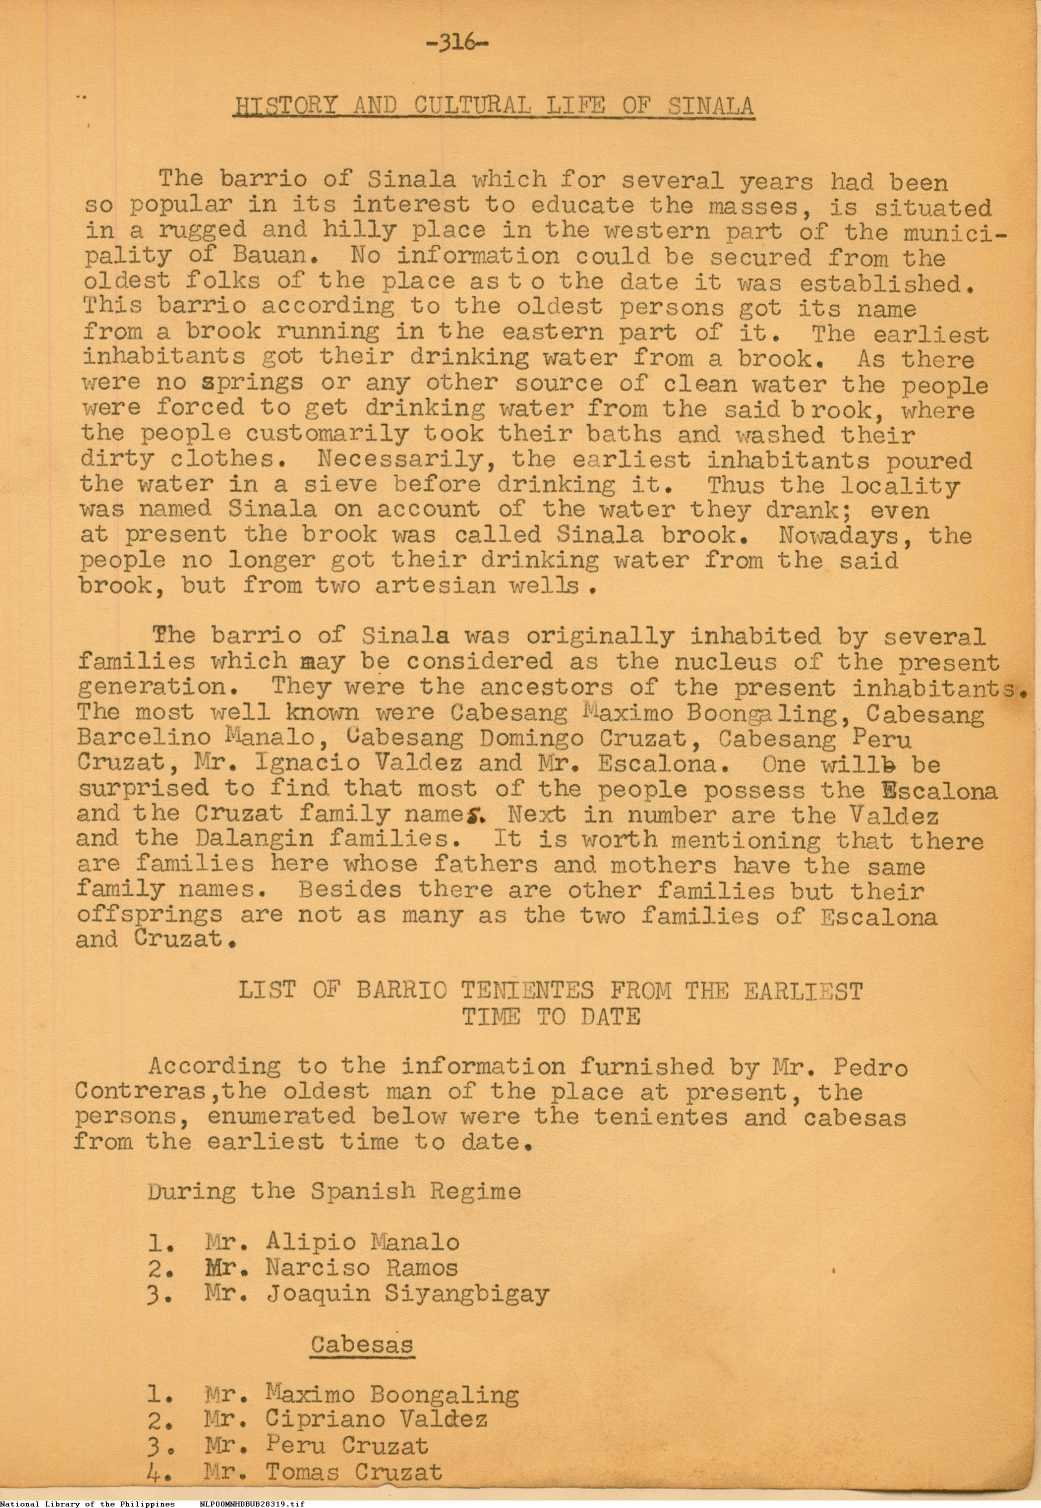 -316-
HISTORY AND CULTURAL LIFE OF SINALA
The barrio of Sinala which for several years had been
so popular in its interest to educate the masses, is situated
in a rugged and hilly place in the western part of the munici-
pality of Bauan. No information could be secured from the
oldest folks of the place as t o the date it was established.
This barrio according to the oldest persons got its name
from a brook running in the eastern part of it. The earliest
inhabitants got their drinking water from a brook. As there
were no springs or any other source of clean water the people
were forced to get drinking water from the said b rook, where
the people customarily took their baths and washed their
dirty clothes. Necessarily, the earliest inhabitants poured
the water in a sieve before drinking it. Thus the locality
was named Sinala on account of the water they drank; even
at present the brook was called Sinala brook. Nowadays, the
people no longer got their drinking water from the said
brook, but from two artesian wells.
The barrio of Sinala was originally inhabited by several
families which may be considered as the nucleus of the present
generation. They were the ancestors of the present inhabitants.
The most well known were Cabesang Maximo Boongaling, Cabesang
Barcelino Manalo, Cabesang Domingo Cruzat, Cabesang Peru
Cruzat, Mr. Ignacio Valdez and Mr. Escalona. One willb be
surprised to find that most of the people possess the Escalona
and the Cruzat family names. Next in number are the Valdez
and the Dalangin families. It is worth mentioning that there
are families here whose fathers and mothers have the same
family names. Besides there are other families but their
offsprings are not as many as the two families of Escalona
and Cruzat.
LIST OF BARRIO TENIENTES FROM THE EARLIEST
TIME TO DATE
According to the information furnished by Mr. Pedro
Contreras,the oldest man of the place at present, the
persons, enumerated below were the tenientes and cabesas
from the earliest time to date.
During the Spanish Regime
1. Mr. Alipio Manalo
2. Mr. Narciso Ramos
3. Mr. Joaquin Siyangbigay
Cabesas
1. Mr. Maximo Boongaling
2. Mr. Cipriano Valdez
3. Mr. Peru Cruzat
4. Mr. Tomas Cruzat
National Library of the Philippines NLPOOMNHDBUB20319.tif